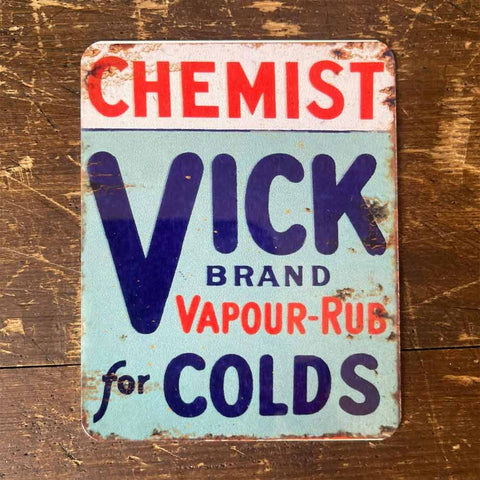 CHEMIST
VICK
BRAND
VAPOUR-RUB
for COLDS